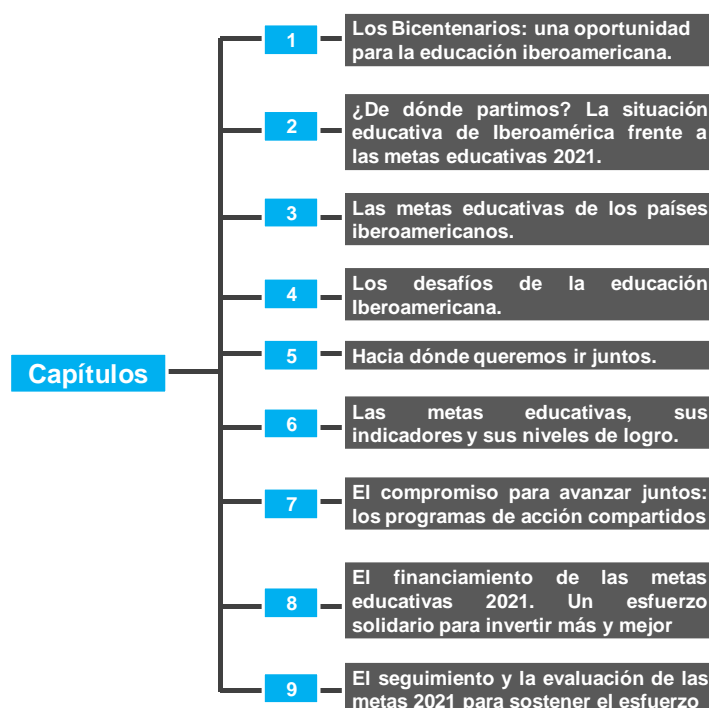 Capítulos
1
Los Bicentenarios: una oportunidad
para la educación iberoamericana.
2
¿De dónde partimos? La situación
educativa de Iberoamérica frente a
las metas educativas 2021.
3
Las metas educativas de los países
iberoamericanos.
4
Los desafíos de la educación
Iberoamericana.
5
Hacia dónde queremos ir juntos.
6
Las metas educativas, sus
indicadores y sus niveles de logro.
7
El compromiso para avanzar juntos:
los programas de acción compartidos
8
El financiamiento de las metas
educativas 2021. Un esfuerzo
solidario para invertir más y mejor
9
El seguimiento y la evaluación de las
metas 2021 para sostener el esfuerzo